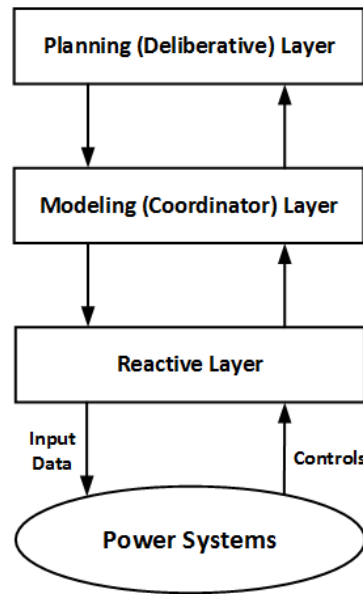 Planning (Deliberative) Layer
Modeling (Coordinator) Layer
Reactive Layer
Input
Data
Controls
Power Systems